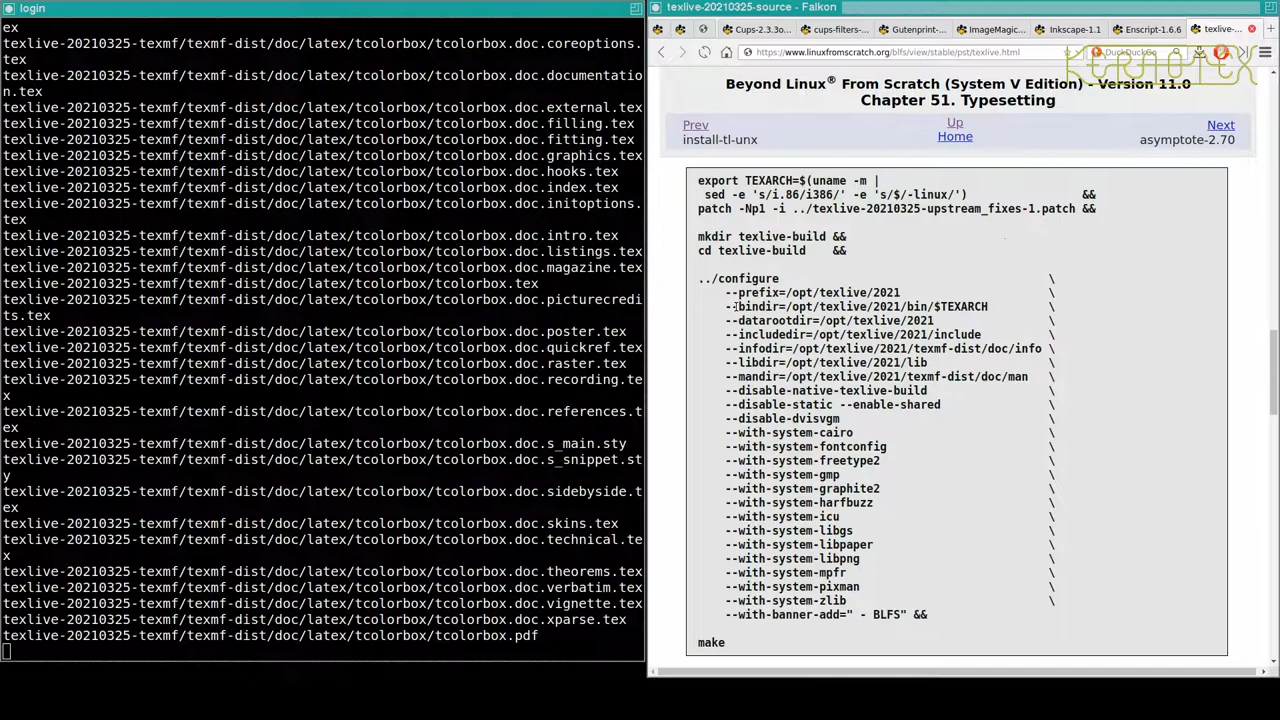 login
ex
texlive-20210325-texmf/texmf-dist/doc/latex/tcolorbox/tcolorbox.doc.coreoptions.
tex
texlive-20210325-texmf/texmf-dist/doc/latex/tcolorbox/tcolorbox.doc.documentatio
n.tex
texlive-20210325-texmf/texmf-dist/doc/latex/tcolorbox/tcolorbox.doc.external.tex
texlive-20210325-texmf/texmf-dist/doc/latex/tcolorbox/tcolorbox.doc.filling.tex
texlive-20210325-texmf/texmf-dist/doc/latex/tcolorbox/tcolorbox.doc.fitting.tex
texlive-20210325-texmf/texmf-dist/doc/latex/tcolorbox/tcolorbox.doc.graphics.tex
texlive-20210325-texmf/texmf-dist/doc/latex/tcolorbox/tcolorbox.doc.hooks.tex
texlive-20210325-texmf/texmf-dist/doc/latex/tcolorbox/tcolorbox.doc.index.tex
texlive-20210325-texmf/texmf-dist/doc/latex/tcolorbox/tcolorbox.doc.initoptions.
tex
texlive-20210325-texmf/texmf-dist/doc/latex/tcolorbox/tcolorbox.doc.intro.tex
texlive-20210325-texmf/texmf-dist/doc/latex/tcolorbox/tcolorbox.doc.listings.tex
texlive-20210325-texmf/texmf-dist/doc/latex/tcolorbox/tcolorbox.doc.magazine.tex
texlive-20210325-texmf/texmf-dist/doc/latex/tcolorbox/tcolorbox.tex
texlive-20210325-texmf/texmf-dist/doc/latex/tcolorbox/tcolorbox.doc.picturecredi
ts.tex
texlive-20210325-texmf/texmf-dist/doc/latex/tcolorbox/tcolorbox.doc.poster.tex
texlive-20210325-texmf/texmf-dist/doc/latex/tcolorbox/tcolorbox.doc.quickref.tex
texlive-20210325-texmf/texmf-dist/doc/latex/tcolorbox/tcolorbox.doc.raster.tex
texlive-20210325-texmf/texmf-dist/doc/latex/tcolorbox/tcolorbox.doc.recording.te
x
texlive-20210325-texmf/texmf-dist/doc/latex/tcolorbox/tcolorbox.doc.references.t
ex
texlive-20210325-texmf/texmf-dist/doc/latex/tcolorbox/tcolorbox.doc.s_main.sty
texlive-20210325-texmf/texmf-dist/doc/latex/tcolorbox/tcolorbox.doc.s_snippet.st
y
texlive-20210325-texmf/texmf-dist/doc/latex/tcolorbox/tcolorbox.doc.sidebyside.t
ex
texlive-20210325-texmf/texmf-dist/doc/latex/tcolorbox/tcolorbox.doc.skins.tex
texlive-20210325-texmf/texmf-dist/doc/latex/tcolorbox/tcolorbox.doc.technical.te
x
texlive-20210325-texmf/texmf-dist/doc/latex/tcolorbox/tcolorbox.doc.theorems.tex
texlive-20210325-texmf/texmf-dist/doc/latex/tcolorbox/tcolorbox.doc.verbatim.tex
texlive-20210325-texmf/texmf-dist/doc/latex/tcolorbox/tcolorbox.doc.vignette.tex
texlive-20210325-texmf/texmf-dist/doc/latex/tcolorbox/tcolorbox.doc.xparse.tex
texlive-20210325-texmf/texmf-dist/doc/latex/tcolorbox/tcolorbox.pdf
texlive-20210325-source - Falkon
Cups-2.3.3o... cups-filters-... Gutenprint-... ImageMagic... Inkscape-1.1 Enscript-1.6.6 texlive-...
https://www.linuxfromscratch.org/blfs/view/stable/pst/texlive.html DuckDuckGo
KERNOTEX
Beyond Linux® From Scratch (System V Edition) - Version 11.0
Chapter 51. Typesetting
Prev Up Next
install-tl-unx Home asymptote-2.70
export TEXARCH=$(uname -m |
sed -e 's/i.86/i386/' -e 's/$/-linux/') &&
patch -Np1 -i ../texlive-20210325-upstream_fixes-1.patch &&
mkdir texlive-build &&
cd texlive-build &&
../configure \
--prefix=/opt/texlive/2021 \
--bindir=/opt/texlive/2021/bin/$TEXARCH \
--datarootdir=/opt/texlive/2021 \
--includedir=/opt/texlive/2021/include \
--infodir=/opt/texlive/2021/texmf-dist/doc/info \
--libdir=/opt/texlive/2021/lib \
--mandir=/opt/texlive/2021/texmf-dist/doc/man \
--disable-native-texlive-build \
--disable-static --enable-shared \
--disable-dvisvgm \
--with-system-cairo \
--with-system-fontconfig \
--with-system-freetype2 \
--with-system-gmp \
--with-system-graphite2 \
--with-system-harfbuzz \
--with-system-icu \
--with-system-libgs \
--with-system-libpaper \
--with-system-libpng \
--with-system-mpfr \
--with-system-pixman \
--with-system-zlib \
--with-banner-add=" - BLFS" &&
make